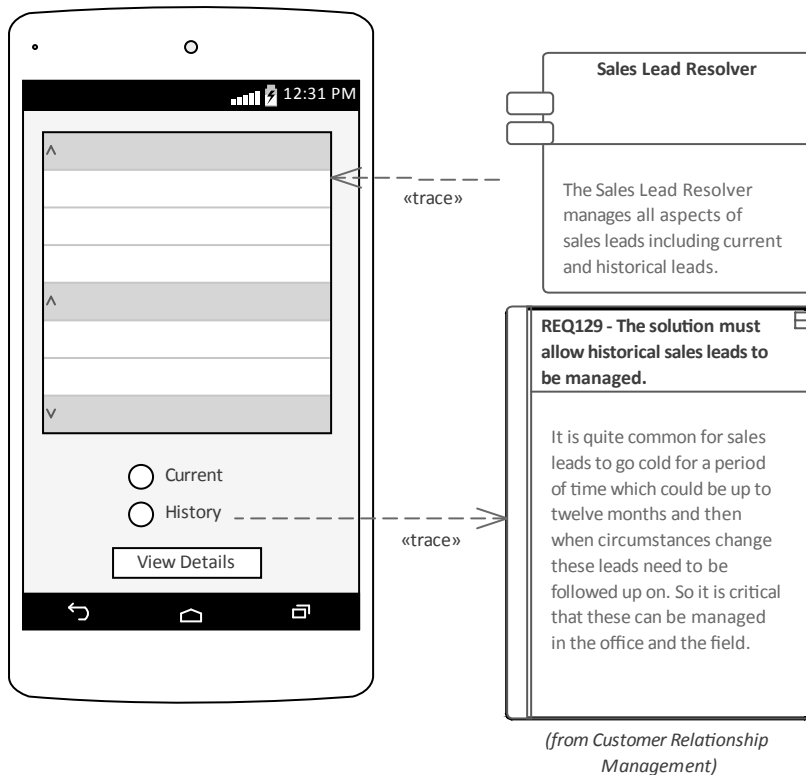 12:31 PM
Current
History
View Details
«trace»
«trace»
Sales Lead Resolver
The Sales Lead Resolver
manages all aspects of
sales leads including current
and historical leads.
REQ129 - The solution must
allow historical sales leads to
be managed.
It is quite common for sales
leads to go cold for a period
of time which could be up to
twelve months and then
when circumstances change
these leads need to be
followed up on. So it is critical
that these can be managed
in the office and the field.
(from Customer Relationship
Management)